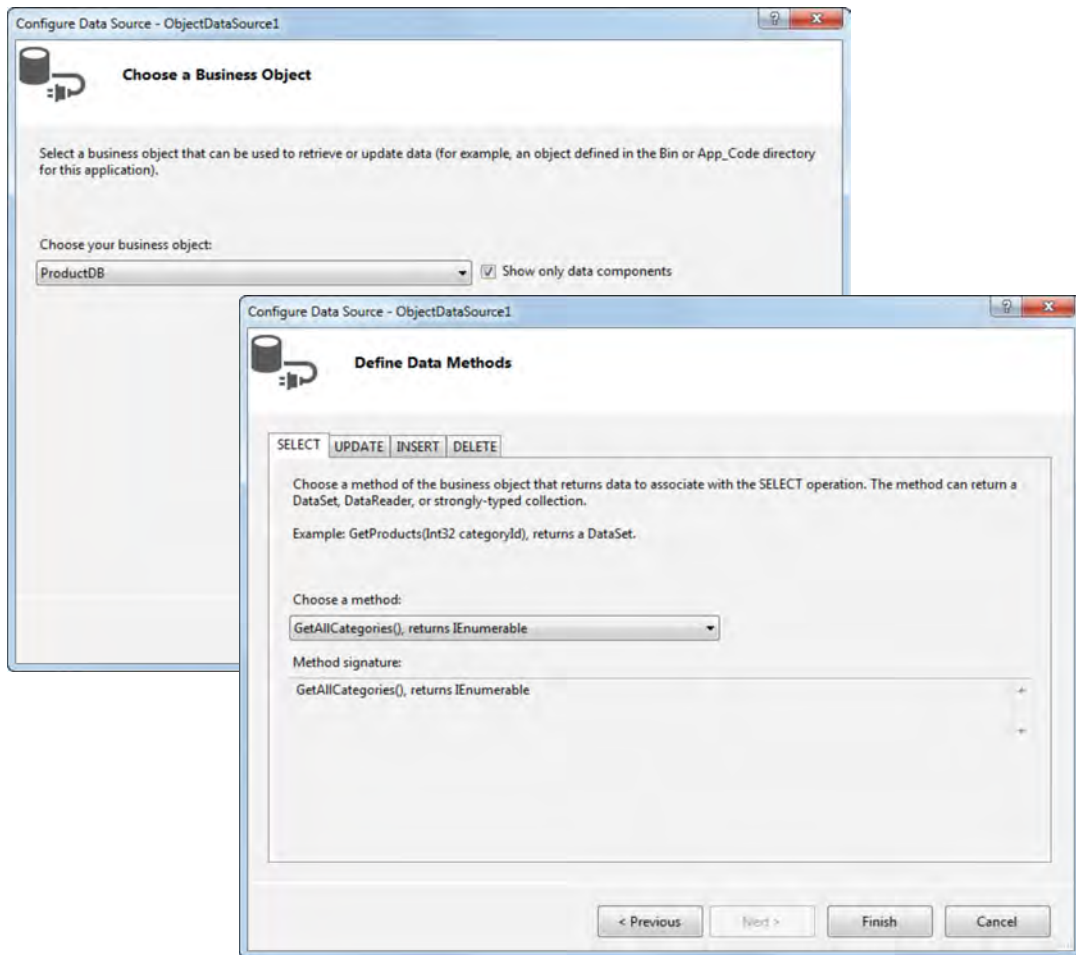 Configure Data Source - ObjectDataSource1
Choose a Business Object
Select a business object that can be used to retrieve or update data (for example, an object defined in the Bin or App_Code directory
for this application).
Choose your business object:
ProductDB
Show only data components
Configure Data Source - ObjectDataSource1
Define Data Methods
SELECT UPDATE INSERT DELETE
Choose a method of the business object that returns data to associate with the SELECT operation. The method can return a
DataSet, DataReader, or strongly-typed collection.
Example: GetProducts(Int32 categoryId), returns a DataSet.
Choose a method:
GetAllCategories(), returns IEnumerable
Method signature:
GetAllCategories(), returns IEnumerable
< Previous Next > Finish Cancel